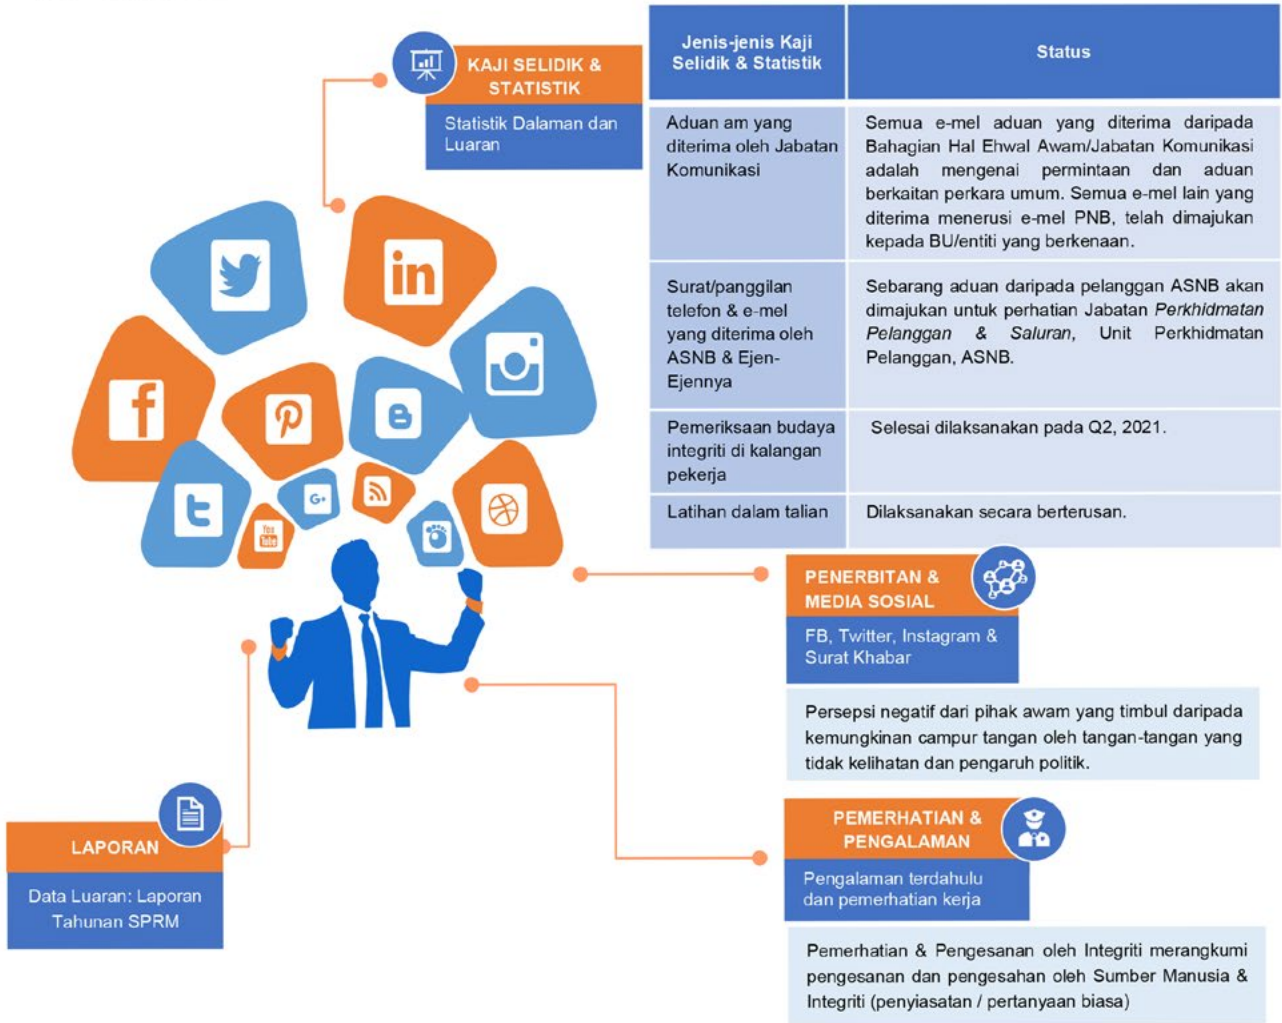 KAJI SELIDIK &
STATISTIK
Statistik Dalaman dan
Luaran
Jenis-jenis Kaji
Selidik & Statistik
Status
Aduan am yang
diterima oleh Jabatan
Komunikasi
Semua e-mel aduan yang diterima daripada
Bahagian Hal Ehwal Awam/Jabatan Komunikasi
adalah mengenai permintaan dan aduan
berkaitan perkara umum. Semua e-mel lain yang
diterima menerusi e-mel PNB, telah dimajukan
kepada BU/entiti yang berkenaan.
Surat/panggilan
telefon & e-mel
yang diterima oleh
ASNB & Ejen-
Ejennya
Sebarang aduan daripada pelanggan ASNB akan
dimajukan untuk perhatian Jabatan Perkhidmatan
Pelanggan & Saluran, Unit Perkhidmatan
Pelanggan, ASNB.
Pemeriksaan budaya
integriti di kalangan
pekerja
Selesai dilaksanakan pada Q2, 2021.
Latihan dalam talian
Dilaksanakan secara berterusan.
in
f
G+
You
Tube
PENERBITAN &
MEDIA SOSIAL
FB, Twitter, Instagram &
Surat Khabar
Persepsi negatif dari pihak awam yang timbul daripada
kemungkinan campur tangan oleh tangan-tangan yang
tidak kelihatan dan pengaruh politik.
PEMERHATIAN &
PENGALAMAN
Pengalaman terdahulu
dan pemerhatian kerja
Pemerhatian & Pengesanan oleh Integriti merangkumi
pengesanan dan pengesahan oleh Sumber Manusia &
Integriti (penyiasatan / pertanyaan biasa)
LAPORAN
Data Luaran: Laporan
Tahunan SPRM